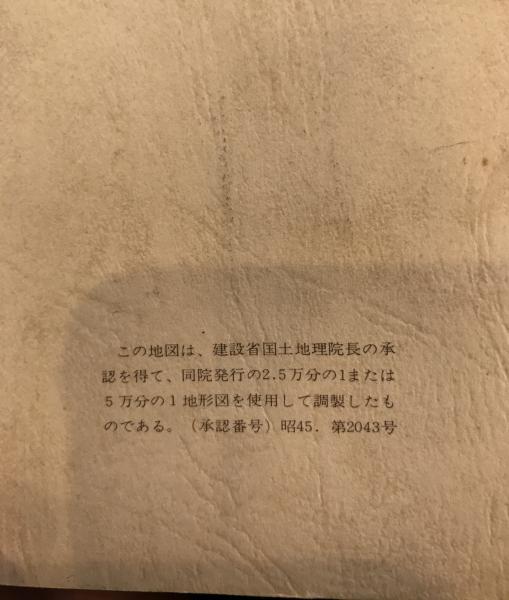 この地図は、建設省国土地理院長の承
認を得て、同院発行の2.5万分の1または
5万分の1地形図を使用して調製したも
のである。(承認番号)昭45. 第2043号